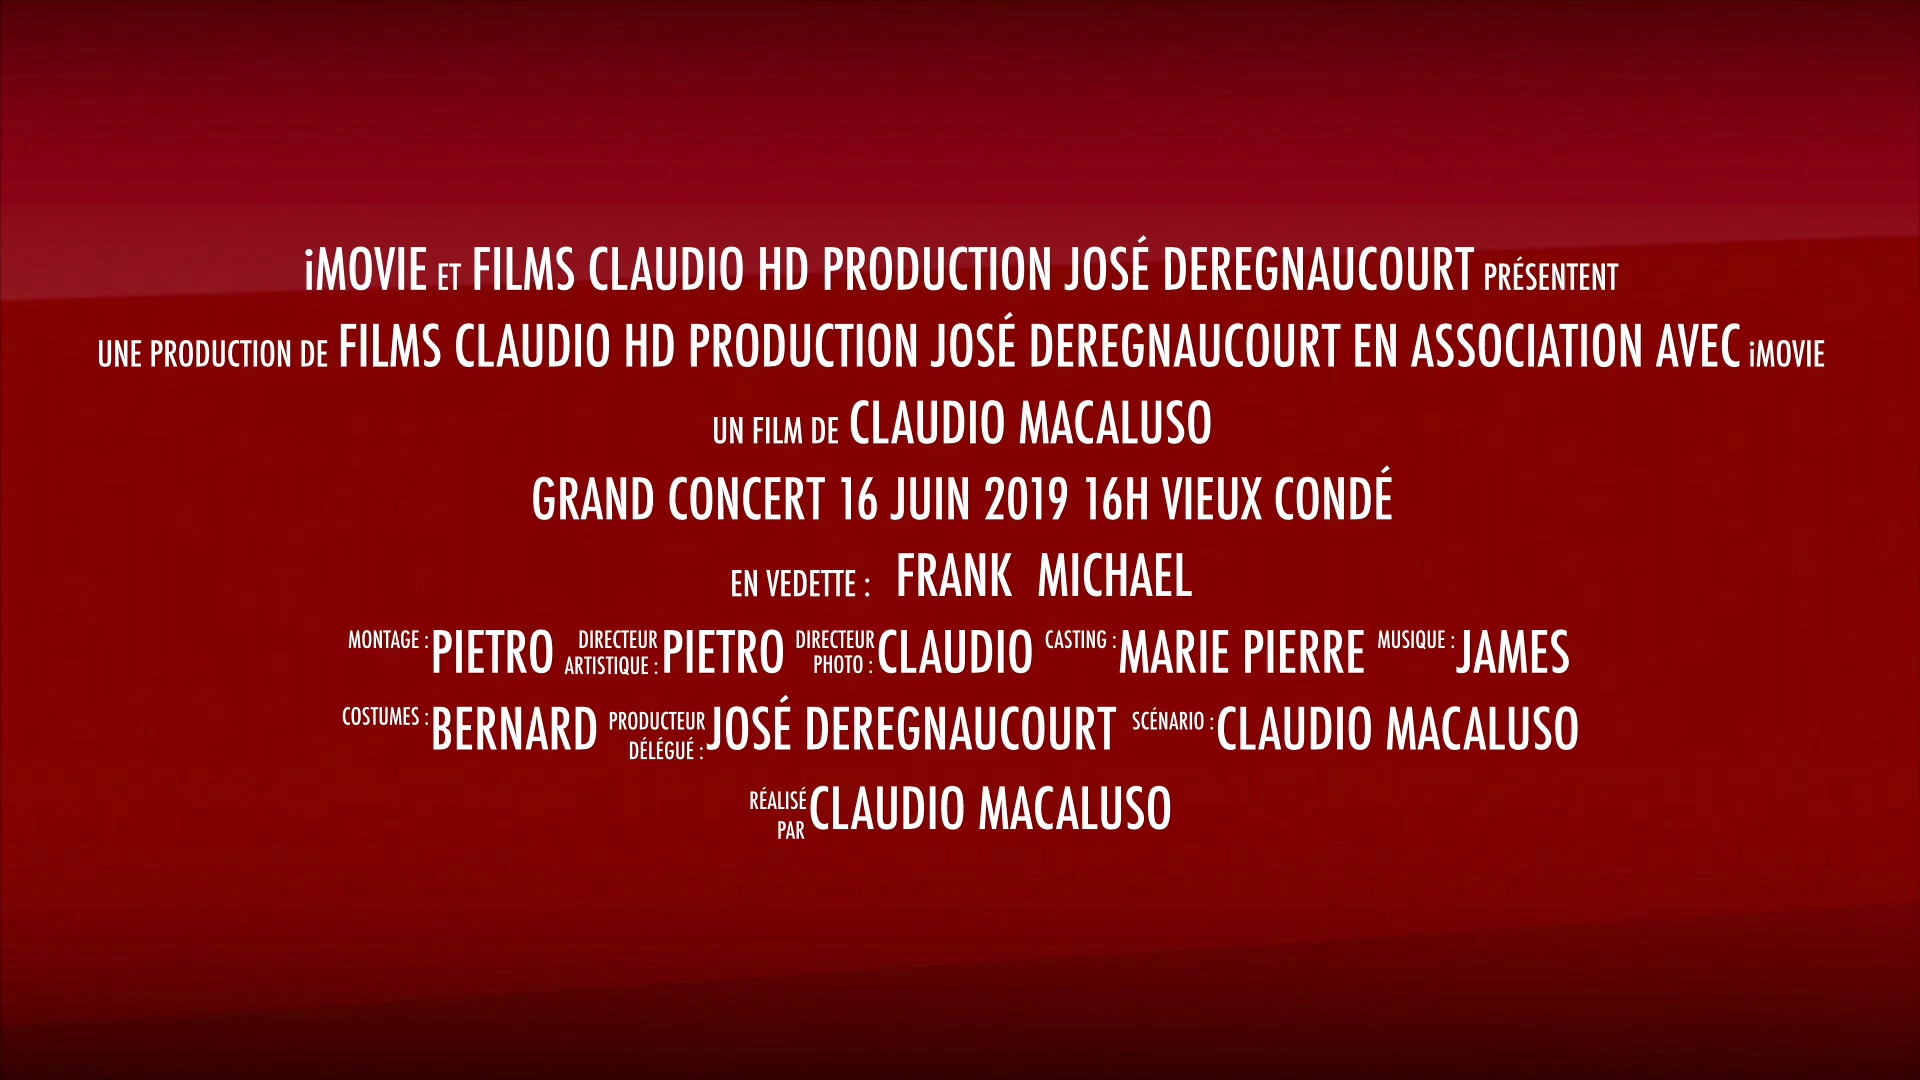 iMOVIE ET FILMS CLAUDIO HD PRODUCTION JOSÉ DEREGNAUCOURT PRÉSENTENT
UNE PRODUCTION DE FILMS CLAUDIO HD PRODUCTION JOSÉ DEREGNAUCOURT EN ASSOCIATION AVEC iMOVIE
UN FILM DE CLAUDIO MACALUSO
GRAND CONCERT 16 JUIN 2019 16H VIEUX CONDÉ
EN VEDETTE : FRANK MICHAEL
MONTAGE : PIETRO DIRECTEUR ARTISTIQUE : PIETRO DIRECTEUR PHOTO : CLAUDIO CASTING : MARIE PIERRE MUSIQUE : JAMES
COSTUMES : BERNARD PRODUCTEUR DÉLÉGUÉ : JOSÉ DEREGNAUCOURT SCÉNARIO : CLAUDIO MACALUSO
RÉALISÉ PAR CLAUDIO MACALUSO